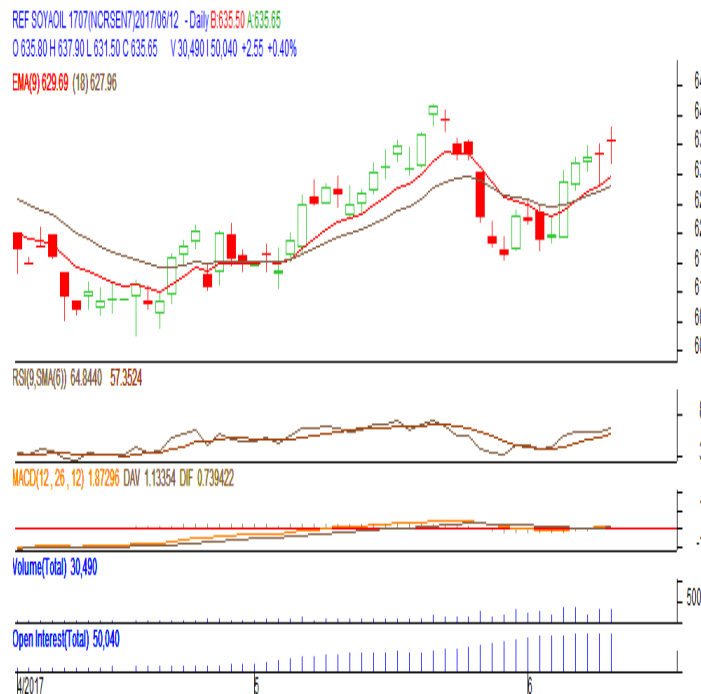 REF SOYAOIL 1707(NCRSEN7)2017/06/12 - Daily B:635.50 A:635.65
O 635.80 H 637.90 L 631.50 C 635.65 V 30,490 I 50,040 +2.55 +0.40%
EMA(9) 629.69 (18) 627.96
RSI(9,SMA(6)) 64.8440 57.3524
MACD(12, 26, 12) 1.87296 DAV 1.13354 DIF 0.739422
Volume(Total) 30,490
500
Open Interest(Total) 50,040
4/2017 5 6